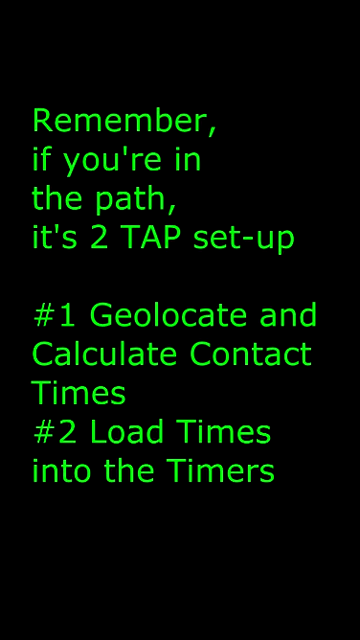 Remember,
if you're in
the path,
it's 2 TAP set-up
#1 Geolocate and
Calculate Contact
Times
#2 Load Times
into the Timers